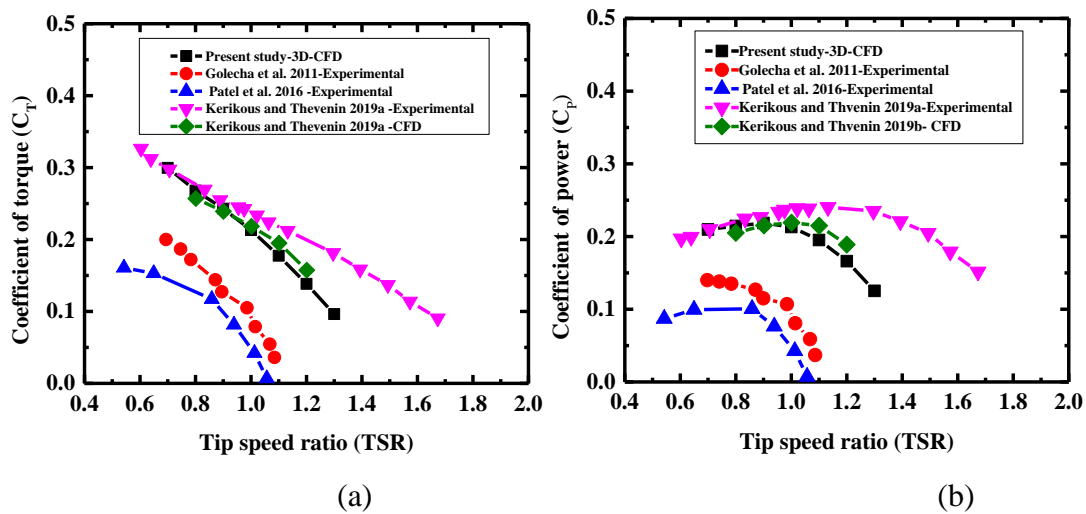 0.5
0.4
0.3
0.2
0.1
0.0
Coefficient of torque (C_T)
Present study-3D-CFD
Golecha et al. 2011-Experimental
Patel et al. 2016 -Experimental
Kerikous and Thevenin 2019a -Experimental
Kerikous and Thevenin 2019a -CFD
0.4 0.6 0.8 1.0 1.2 1.4 1.6 1.8 2.0
Tip speed ratio (TSR)
(a)
0.5
0.4
0.3
0.2
0.1
0.0
Coefficient of power (C_P)
Present study-3D-CFD
Golecha et al. 2011-Experimental
Patel et al. 2016-Experimental
Kerikous and Thvenin 2019a-Experimental
Kerikous and Thvenin 2019b- CFD
0.4 0.6 0.8 1.0 1.2 1.4 1.6 1.8 2.0
Tip speed ratio (TSR)
(b)